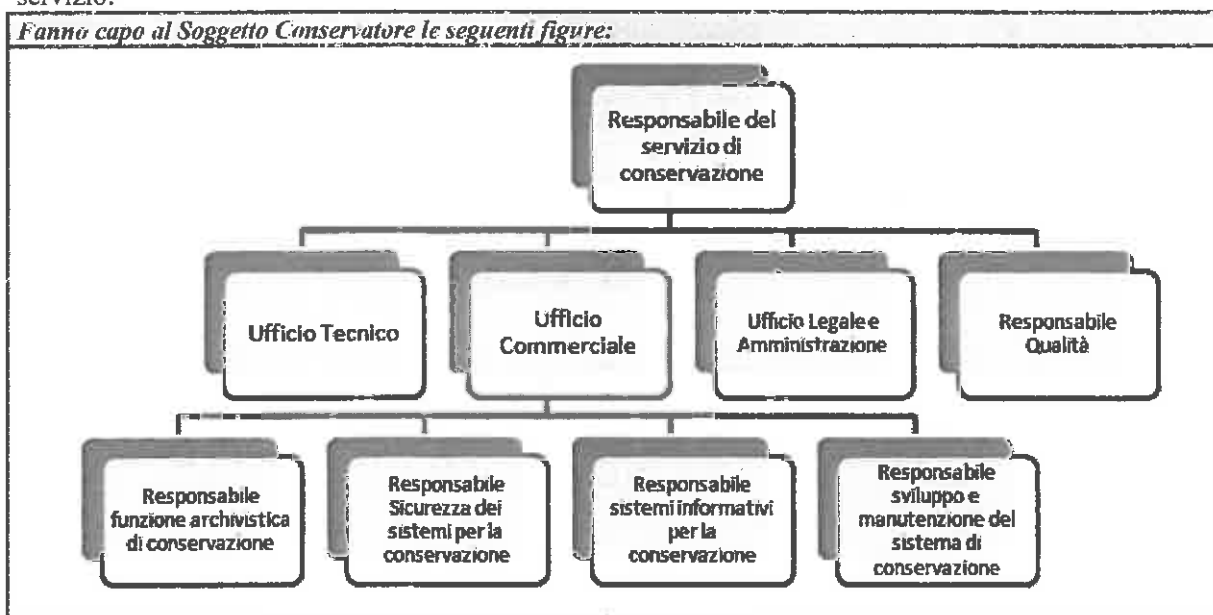 servizio.
Fanno capo al Soggetto Conservatore le seguenti figure:
Responsabile del
servizio di
conservazione
Ufficio Tecnico
Ufficio
Commerciale
Ufficio Legale e
Amministrazione
Responsabile
Qualità
Responsabile
funzione archivistica
di conservazione
Responsabile
Sicurezza dei
sistemi per la
conservazione
Responsabile
sistemi informativi
per la
conservazione
Responsabile
sviluppo e
manutenzione del
sistema di
conservazione